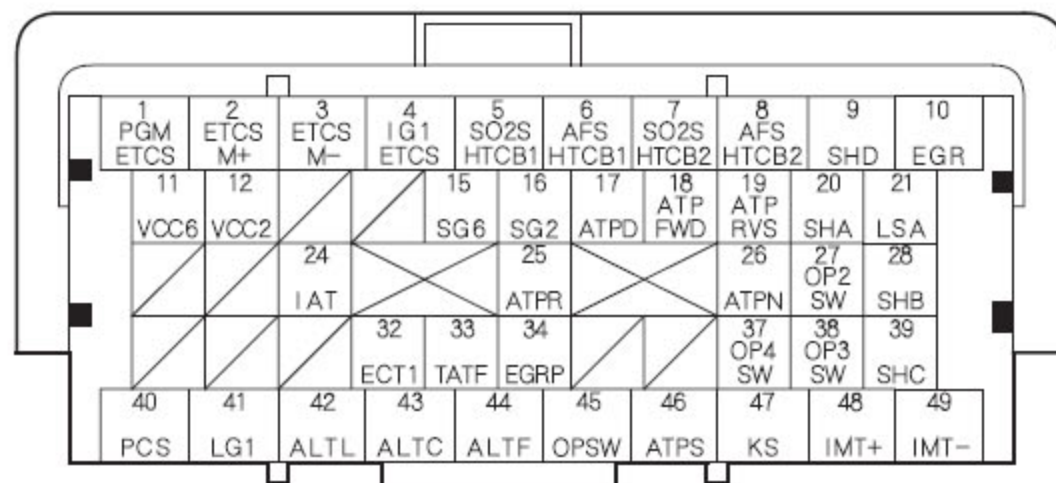 1 2 3 4 5 6 7 8 9 10
PGM ETCS ETCS IG1 SO2S AFS SO2S AFS
ETCS M+ M- ETCS HTCB1 HTCB1 HTCB2 HTCB2 SHD EGR
11 12 15 16 17 18 19 20 21
ATP ATP
VCC6 VCC2 SG6 SG2 ATPD FWD RVS SHA LSA
24 25 26 27 28
OP2
IAT ATPR ATPN SW SHB
32 33 34 37 38 39
OP4 OP3
ECT1 TATF EGRP SW SW SHC
40 41 42 43 44 45 46 47 48 49
PCS LG1 ALTL ALTC ALTF OPSW ATPS KS IMT+ IMT-